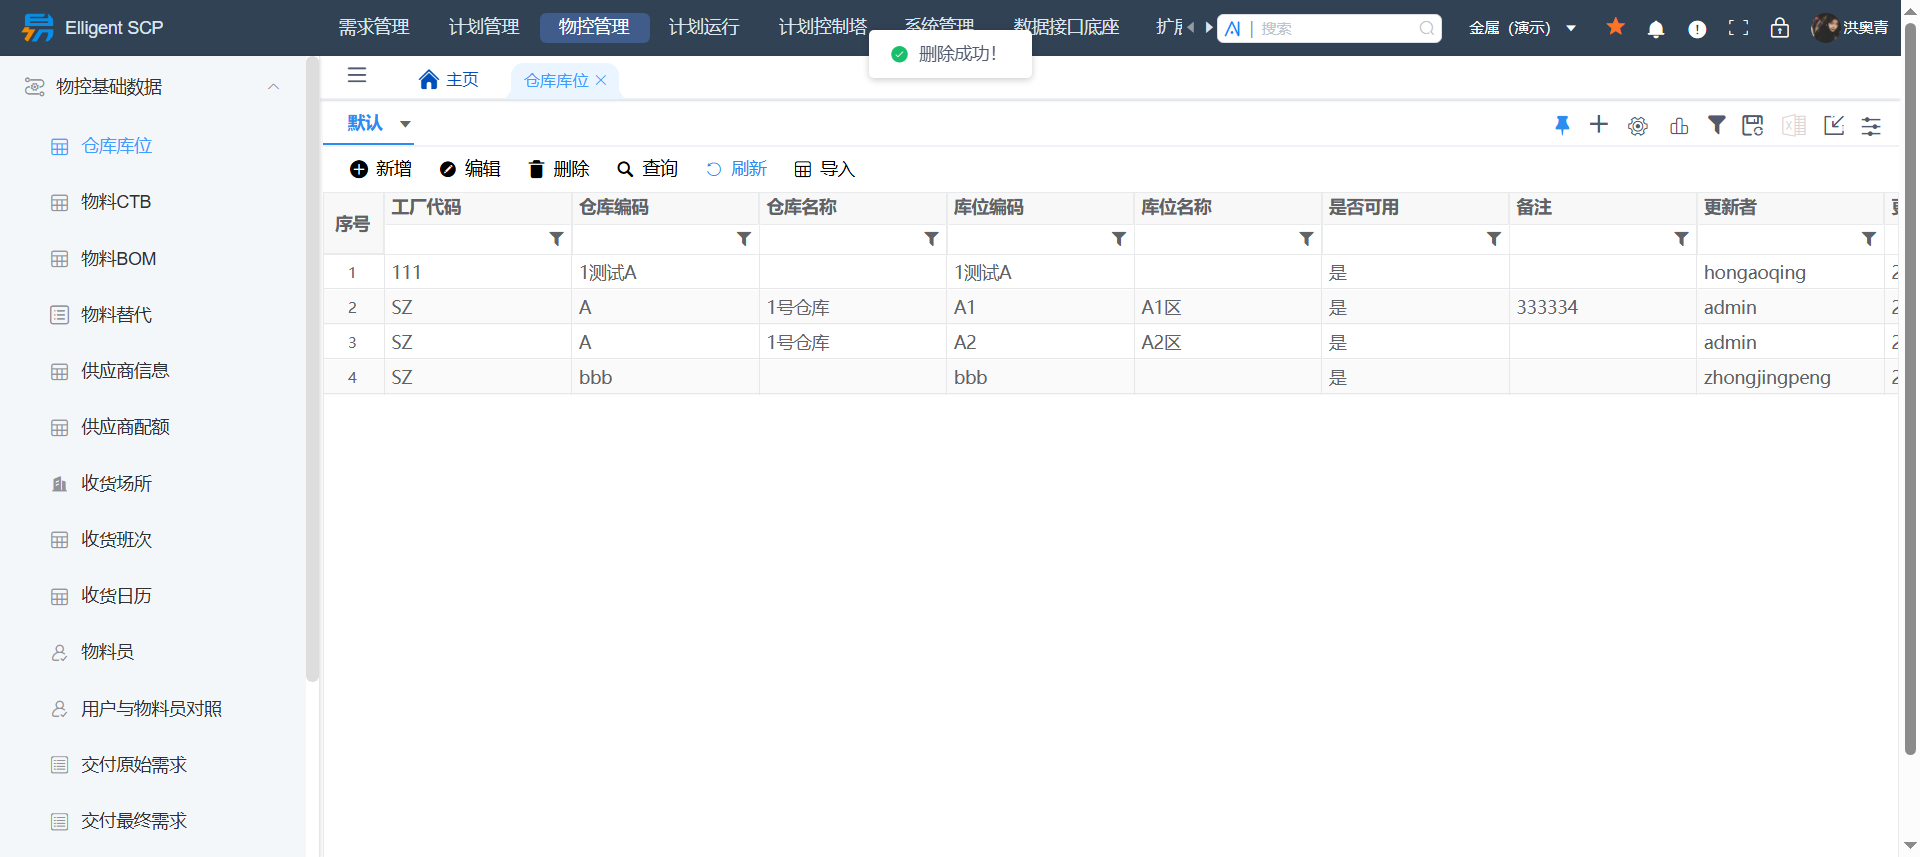 Elligent SCP
需求管理 计划管理 物控管理 计划运行 计划控制塔 系统管理 数据接口底座 搜索 金属 (演示) 洪奥青
删除成功！
物控基础数据
仓库库位
物料CTB
物料BOM
物料替代
供应商信息
供应商配额
收货场所
收货班次
收货日历
物料员
用户与物料员对照
交付原始需求
交付最终需求
主页 仓库库位
默认
新增 编辑 删除 查询 刷新 导入
序号 工厂代码 仓库编码 仓库名称 库位编码 库位名称 是否可用 备注 更新者
1 111 1测试A 1测试A 是 hongaoqing
2 SZ A 1号仓库 A1 A1区 是 333334 admin
3 SZ A 1号仓库 A2 A2区 是 admin
4 SZ bbb bbb 是 zhongjingpeng